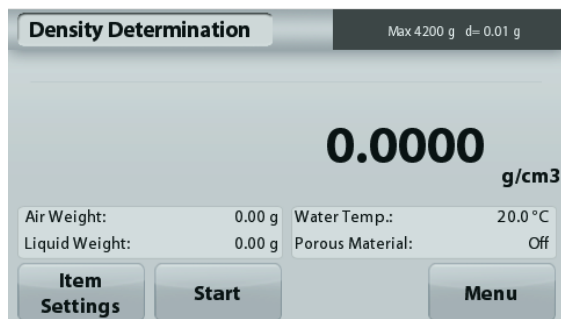 Density Determination
Max 4200 g d= 0.01 g
0.0000
g/cm3
Air Weight: 0.00 g
Liquid Weight: 0.00 g
Water Temp.: 20.0 °C
Porous Material: Off
Item Settings
Start
Menu